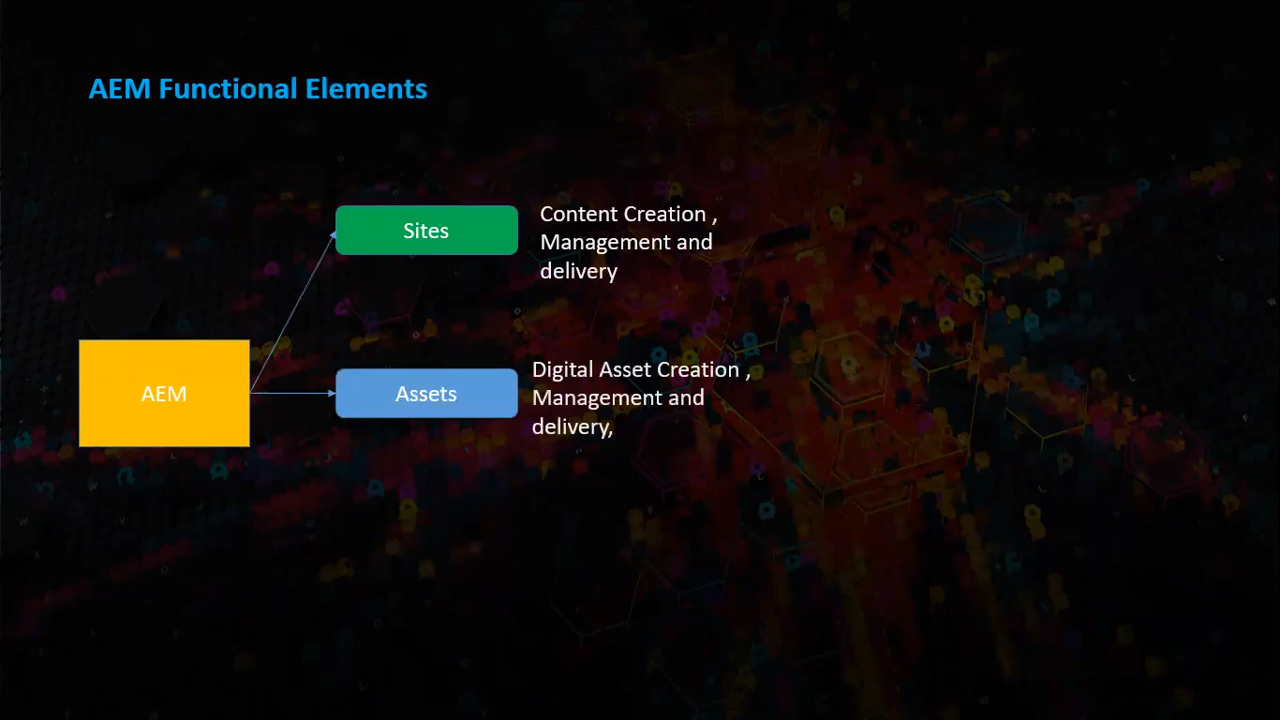 AEM Functional Elements
Sites
Content Creation ,
Management and
delivery
AEM
Assets
Digital Asset Creation ,
Management and
delivery,